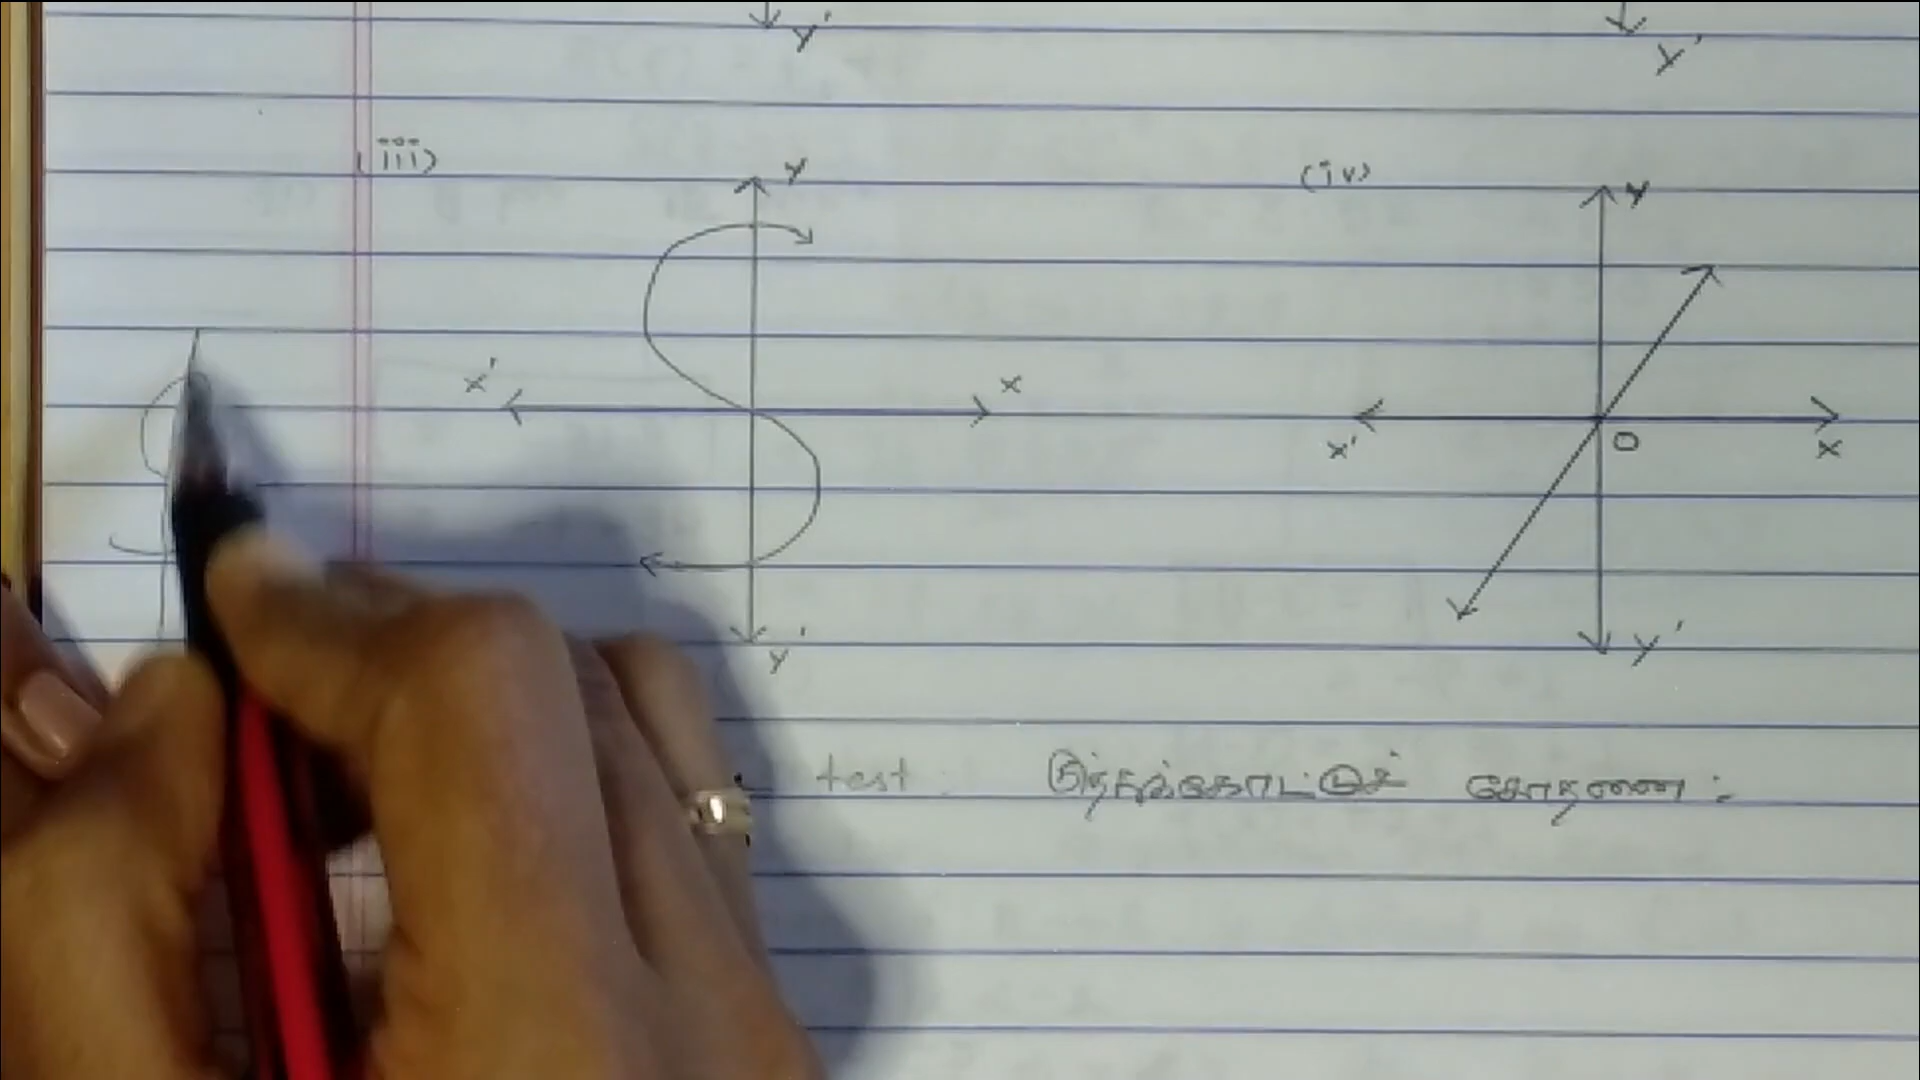 Y' Y'
(iii) Y (iv) Y
X' X X' O X
Y' Y'
test : நேர்க்கோட்டுச் சோதனை :